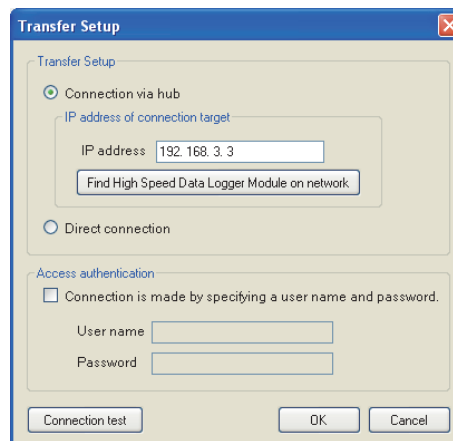 Transfer Setup
Transfer Setup
Connection via hub
IP address of connection target
IP address 192. 168. 3. 3
Find High Speed Data Logger Module on network
Direct connection
Access authentication
Connection is made by specifying a user name and password.
User name
Password
Connection test OK Cancel